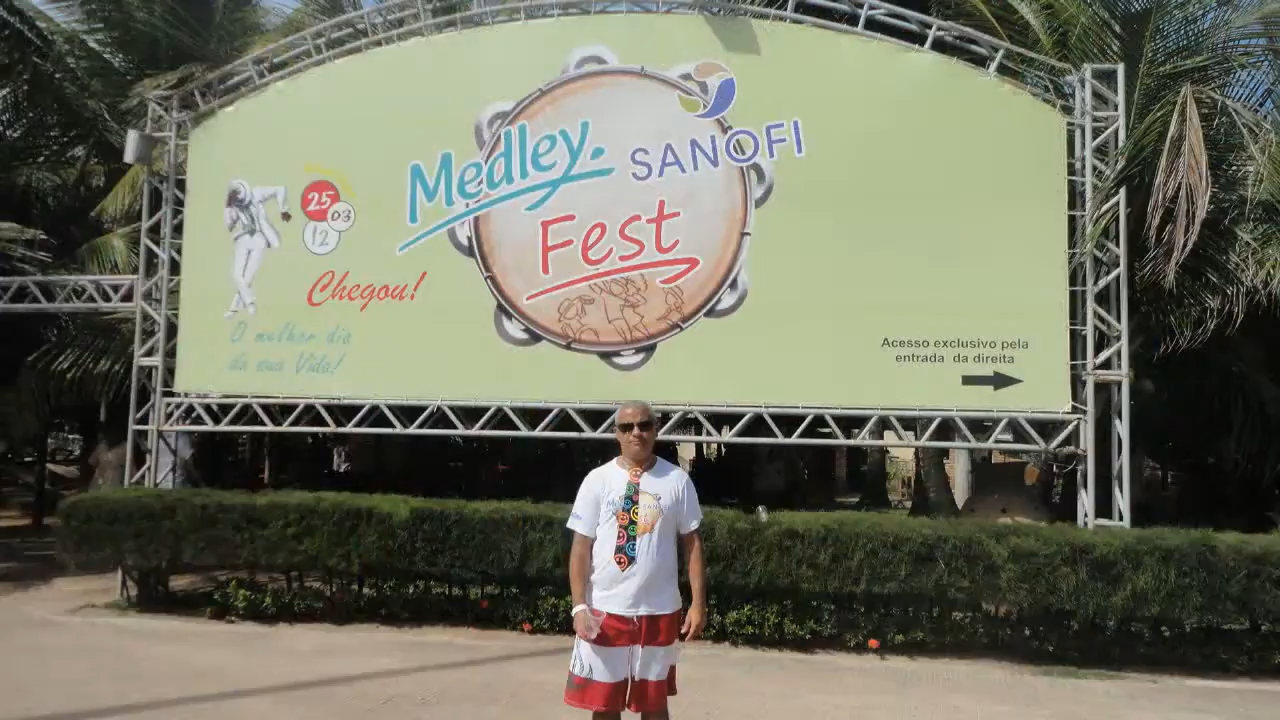 Medley.
SANOFI
Fest
25
03
12
Chegou!
O melhor dia
da sua Vida!
Acesso exclusivo pela
entrada da direita